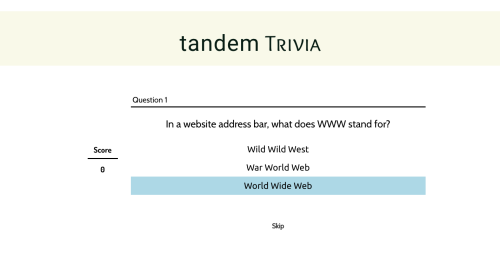 tandem Trivia
Question 1
In a website address bar, what does WWW stand for?
Score
0
Wild Wild West
War World Web
World Wide Web
Skip